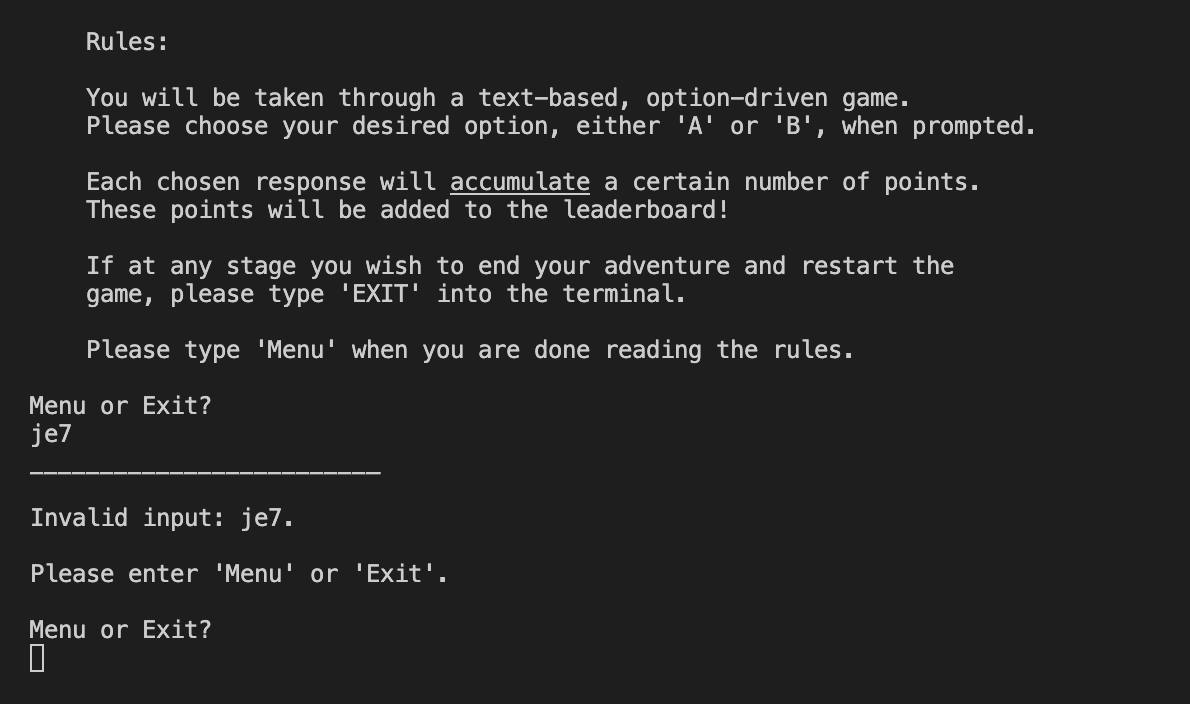 Rules:
You will be taken through a text-based, option-driven game.
Please choose your desired option, either 'A' or 'B', when prompted.
Each chosen response will accumulate a certain number of points.
These points will be added to the leaderboard!
If at any stage you wish to end your adventure and restart the
game, please type 'EXIT' into the terminal.
Please type 'Menu' when you are done reading the rules.
Menu or Exit?
je7
_________________________
Invalid input: je7.
Please enter 'Menu' or 'Exit'.
Menu or Exit?